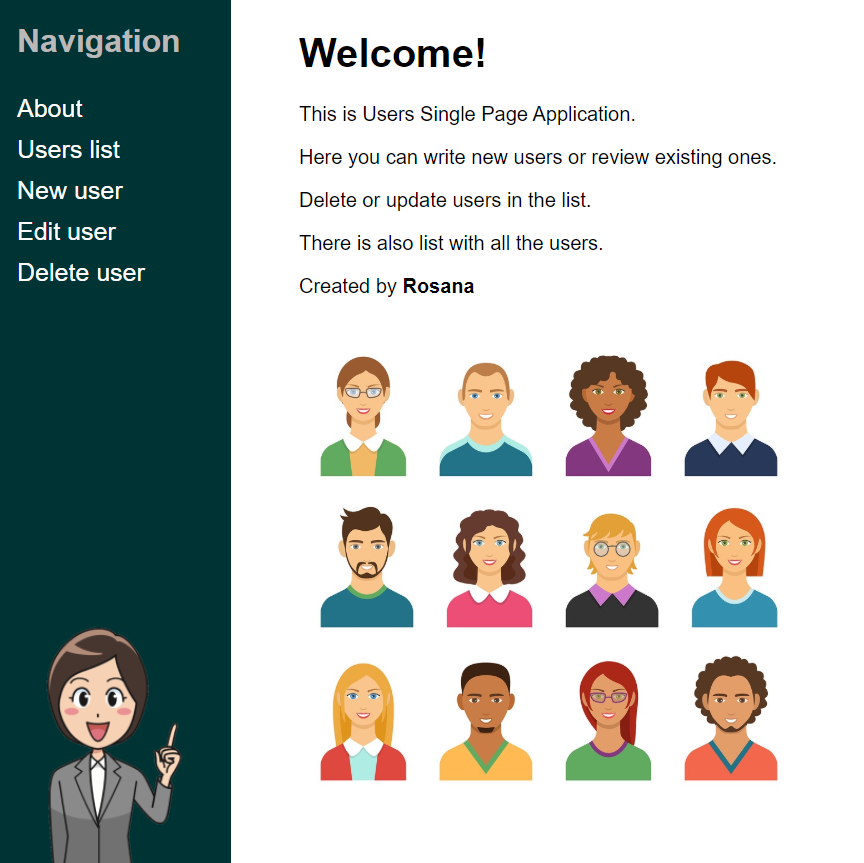 Navigation
About
Users list
New user
Edit user
Delete user
Welcome!
This is Users Single Page Application.
Here you can write new users or review existing ones.
Delete or update users in the list.
There is also list with all the users.
Created by Rosana